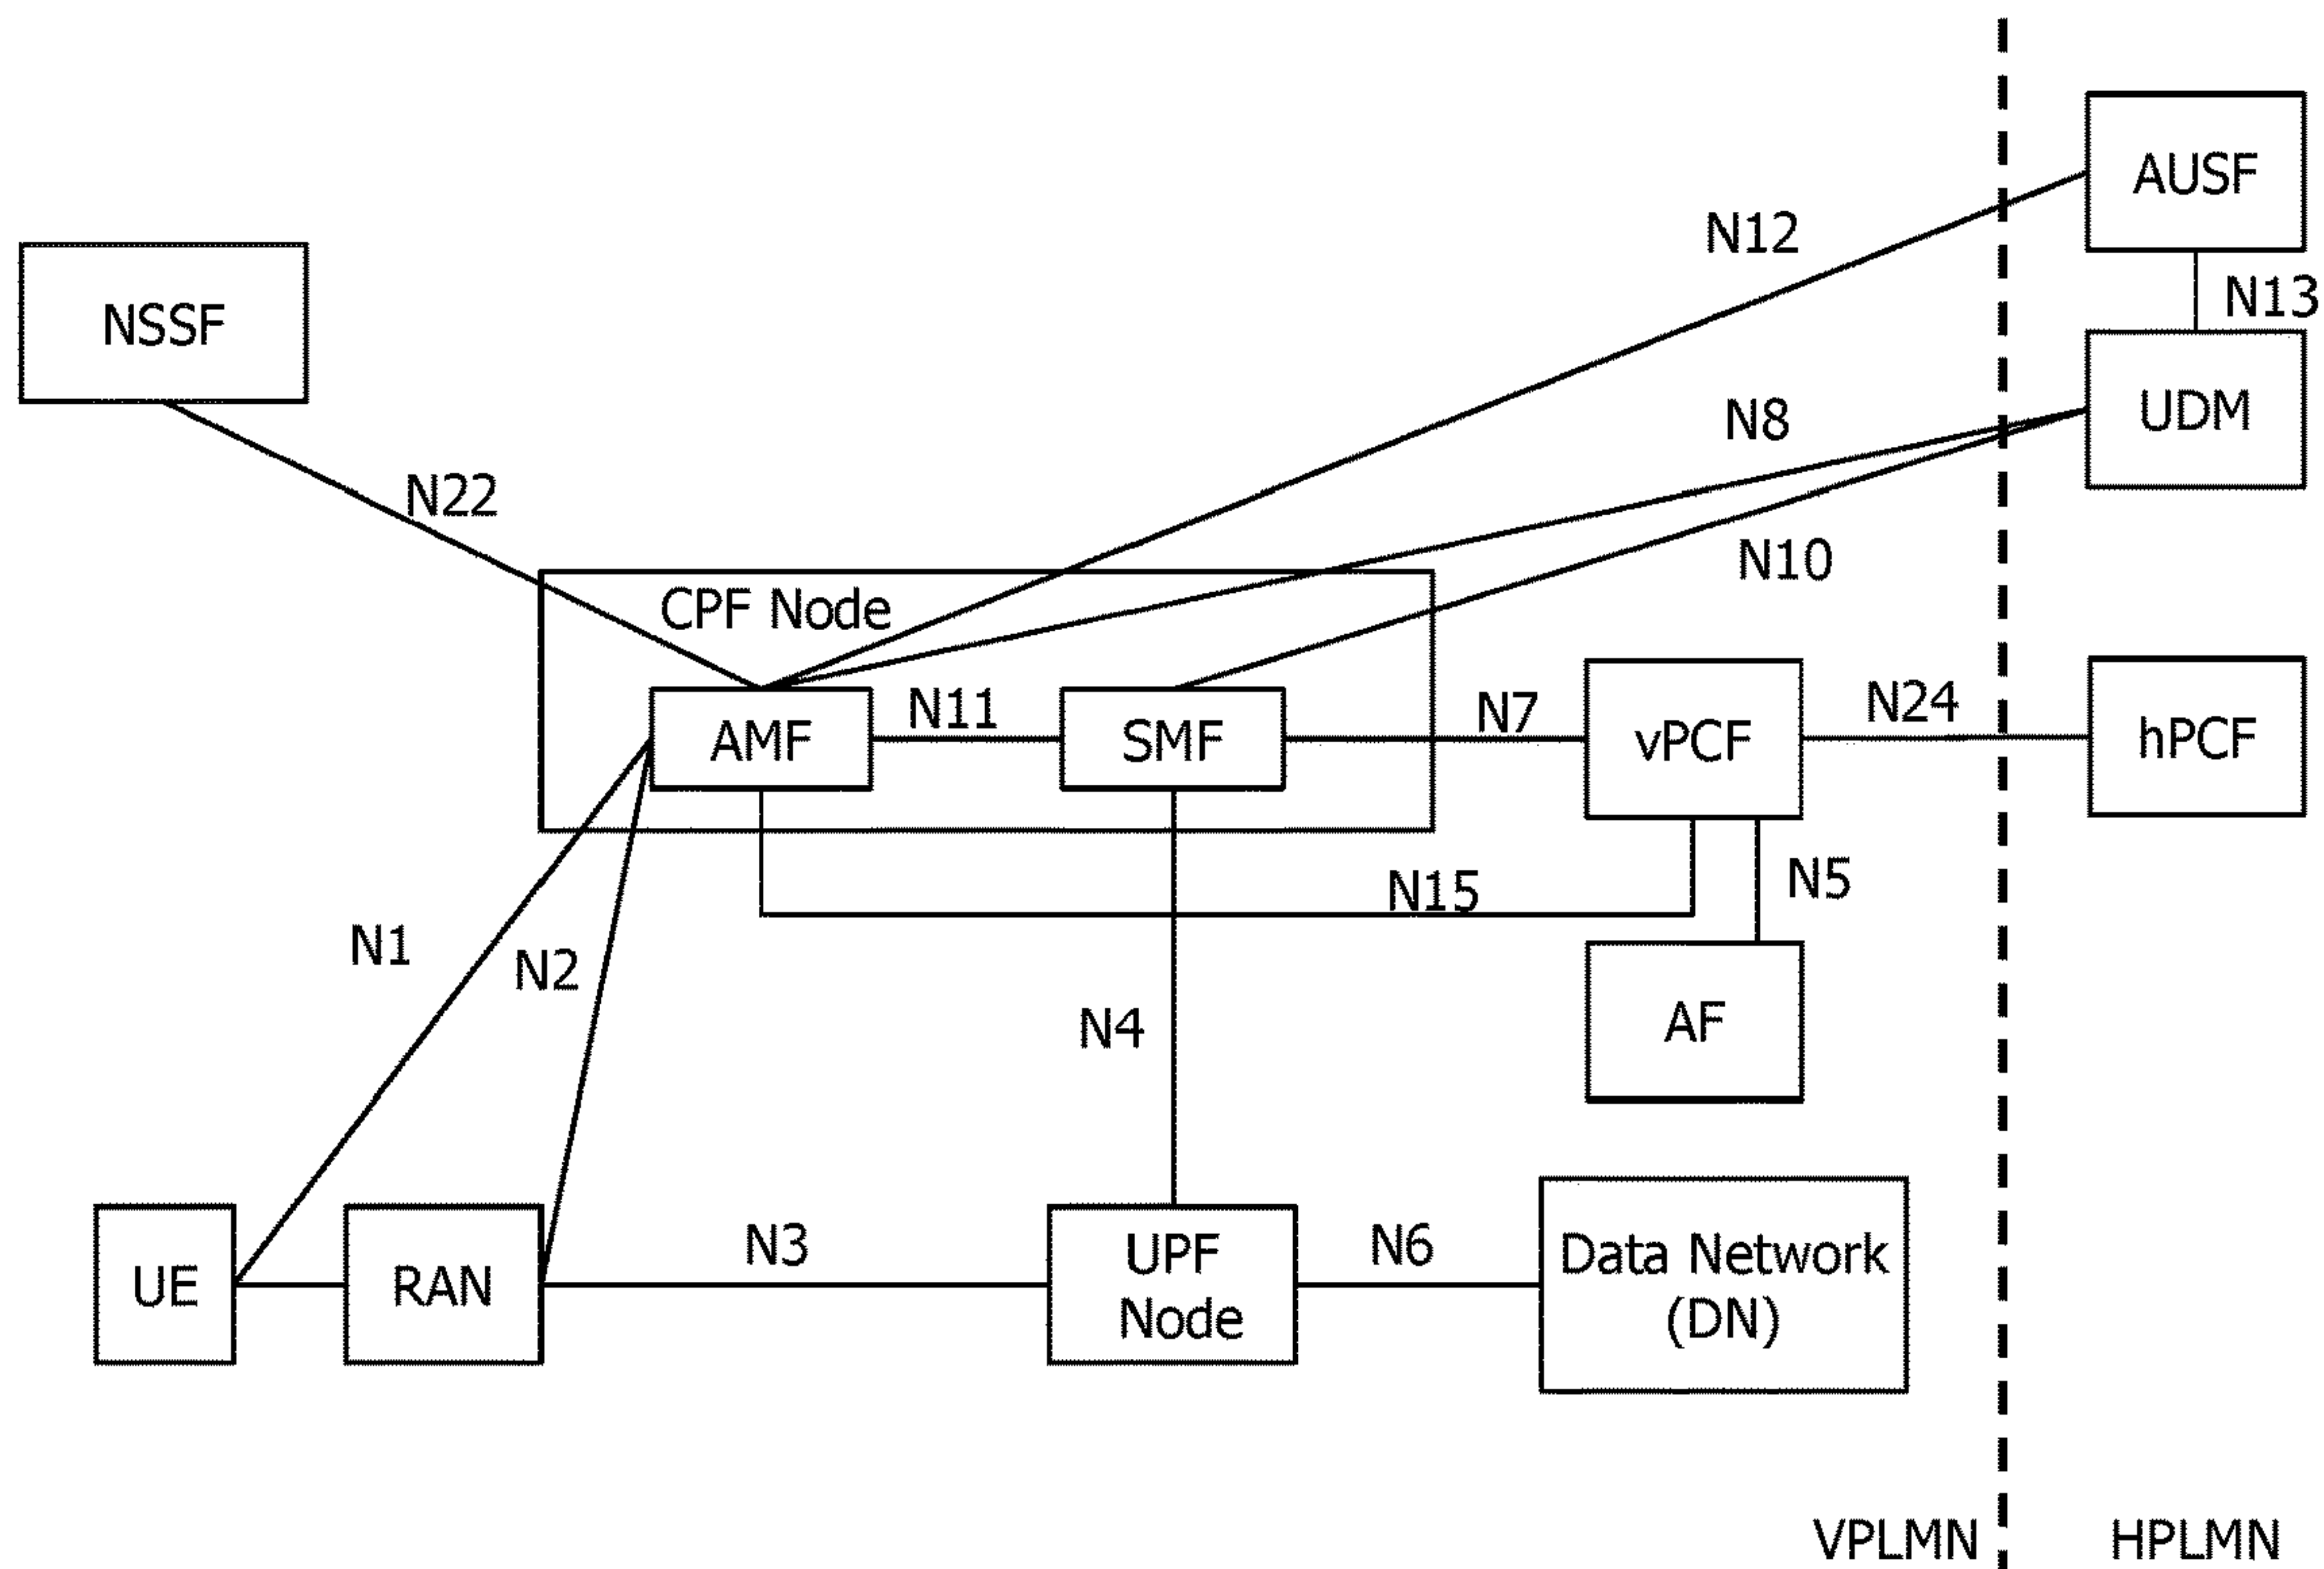 AUSF
N12
N13
NSSF
UDM
N8
N22
N10
CPF Node
AMF
N11
SMF
N7
vPCF
N24
hPCF
N15
N5
N1
N2
N4
AF
UE
RAN
N3
UPF
Node
N6
Data Network
(DN)
VPLMN
HPLMN